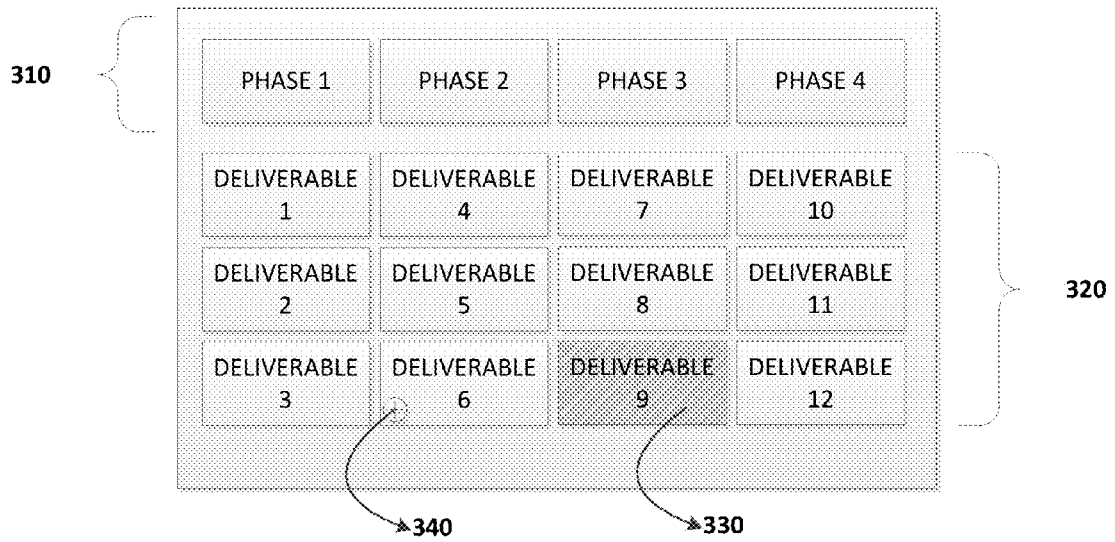 310
PHASE 1 PHASE 2 PHASE 3 PHASE 4
DELIVERABLE DELIVERABLE DELIVERABLE DELIVERABLE
1 4 7 10
DELIVERABLE DELIVERABLE DELIVERABLE DELIVERABLE
2 5 8 11
320
DELIVERABLE DELIVERABLE DELIVERABLE DELIVERABLE
3 6 9 12
340 330